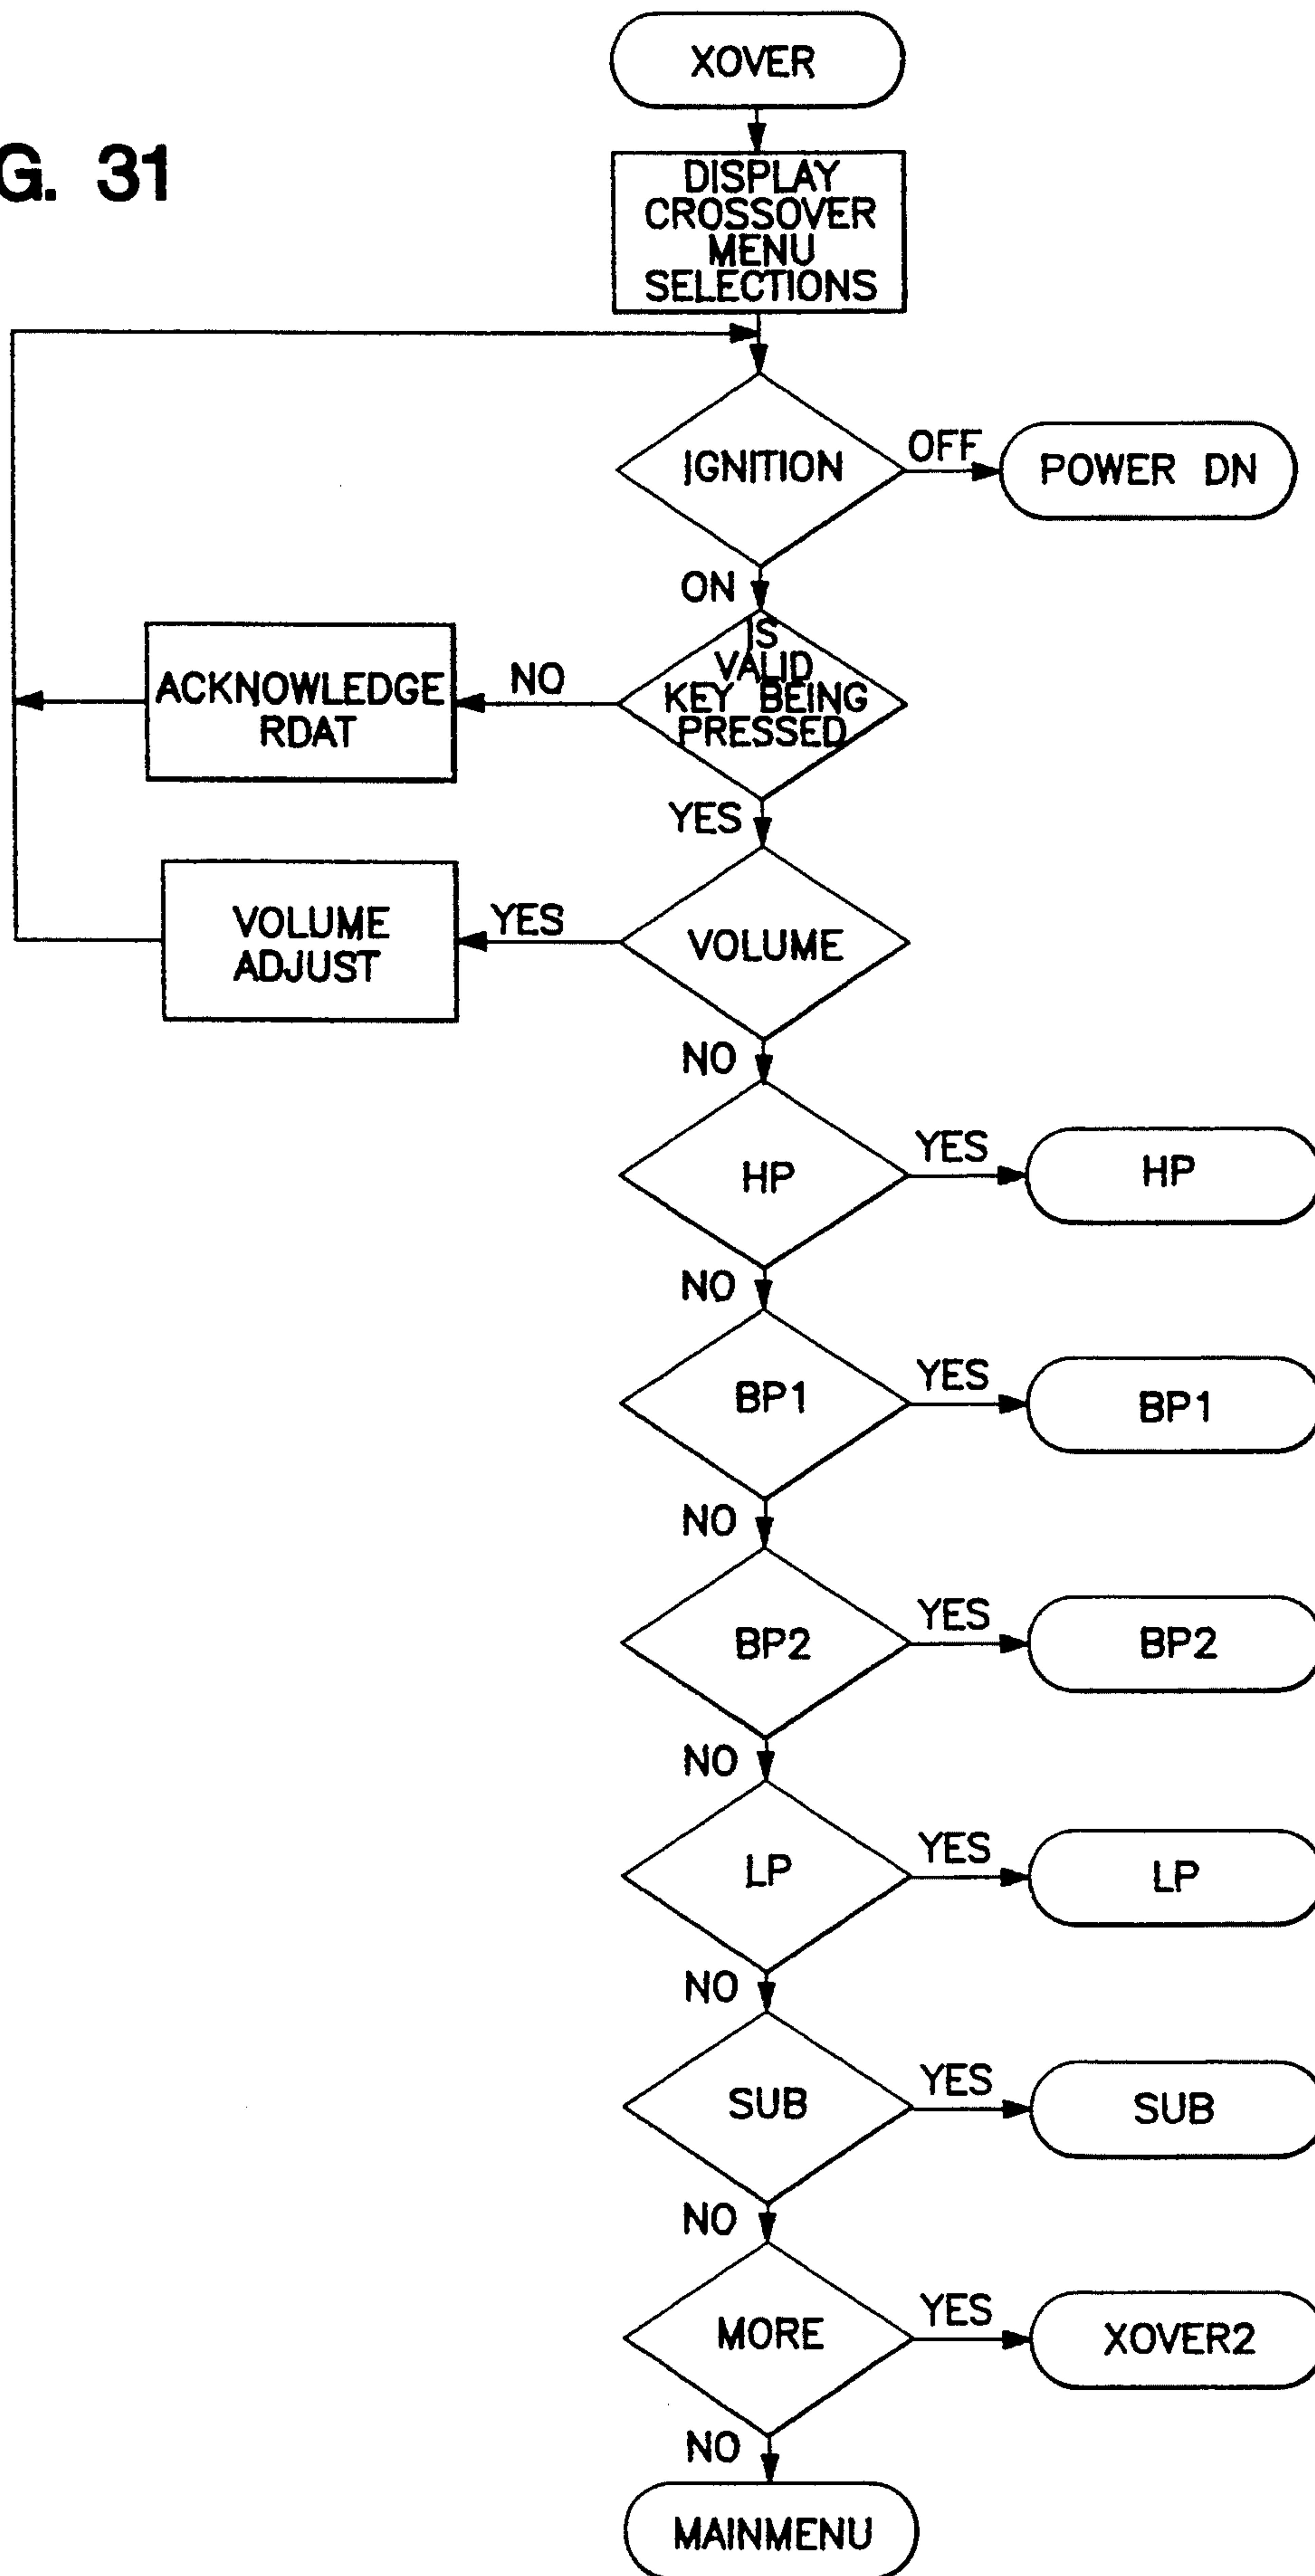 XOVER
G. 31
DISPLAY
CROSSOVER
MENU
SELECTIONS
IGNITION
OFF
POWER DN
ON
IS
VALID
KEY BEING
PRESSED
NO
ACKNOWLEDGE
RDAT
YES
VOLUME
YES
VOLUME
ADJUST
NO
HP
YES
HP
NO
BP1
YES
BP1
NO
BP2
YES
BP2
NO
LP
YES
LP
NO
SUB
YES
SUB
NO
MORE
YES
XOVER2
NO
MAINMENU